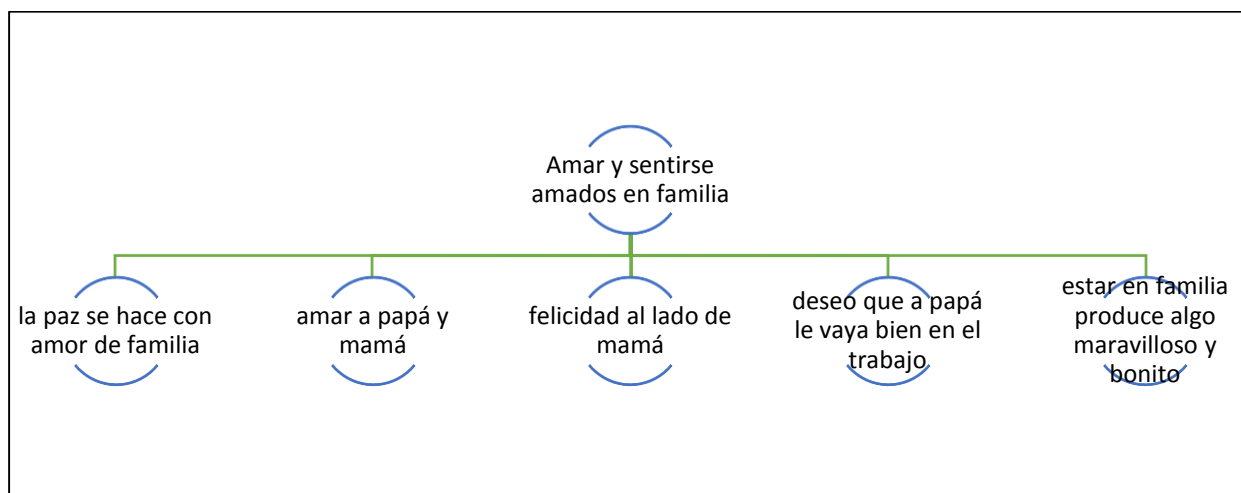 Amar y sentirse
amados en familia
la paz se hace con
amor de familia
amar a papá y
mamá
felicidad al lado de
mamá
deseo que a papá
le vaya bien en el
trabajo
estar en familia
produce algo
maravilloso y
bonito